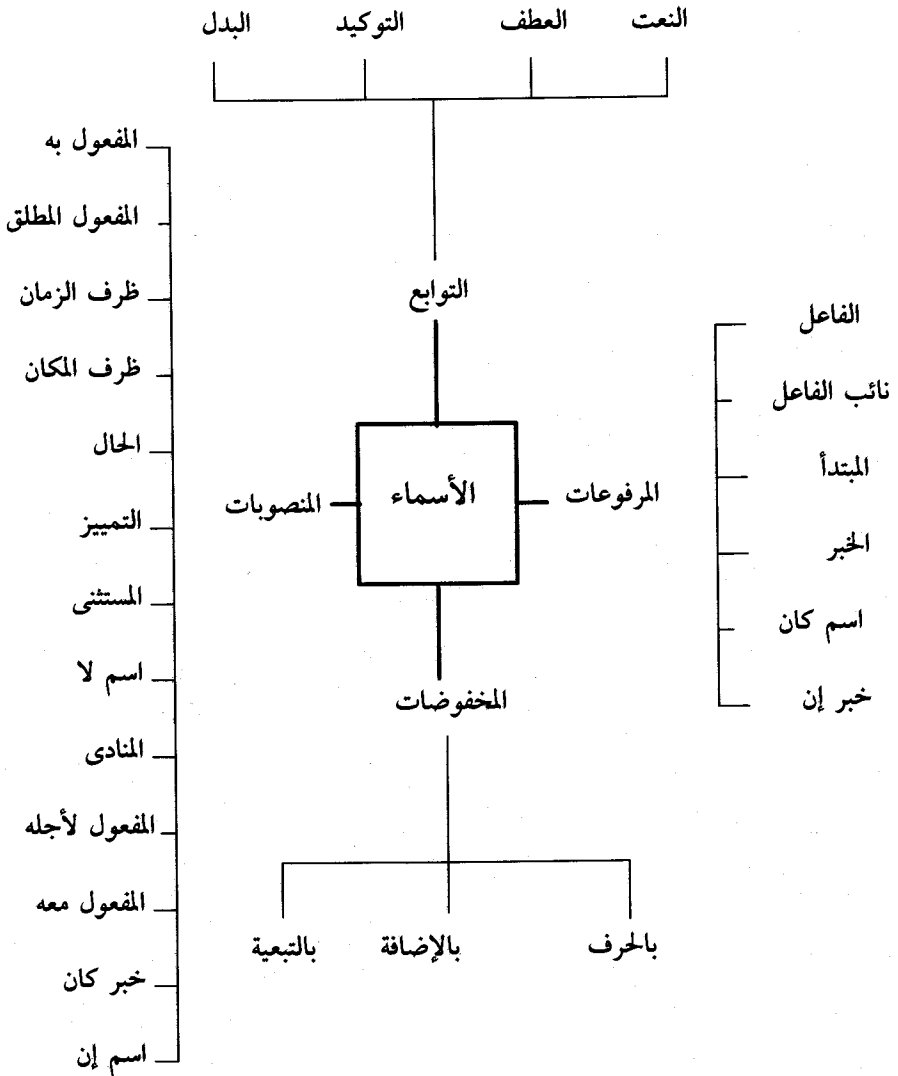 النعت
العطف
التوكيد
البدل
التوابع
الأسماء
المرفوعات
الفاعل
نائب الفاعل
المبتدأ
الخبر
اسم كان
خبر إن
المنصوبات
المفعول به
المفعول المطلق
ظرف الزمان
ظرف المكان
الحال
التمييز
المستثنى
اسم لا
المنادى
المفعول لأجله
المفعول معه
خبر كان
اسم إن
المخفوضات
بالحرف
بالإضافة
بالتبعية